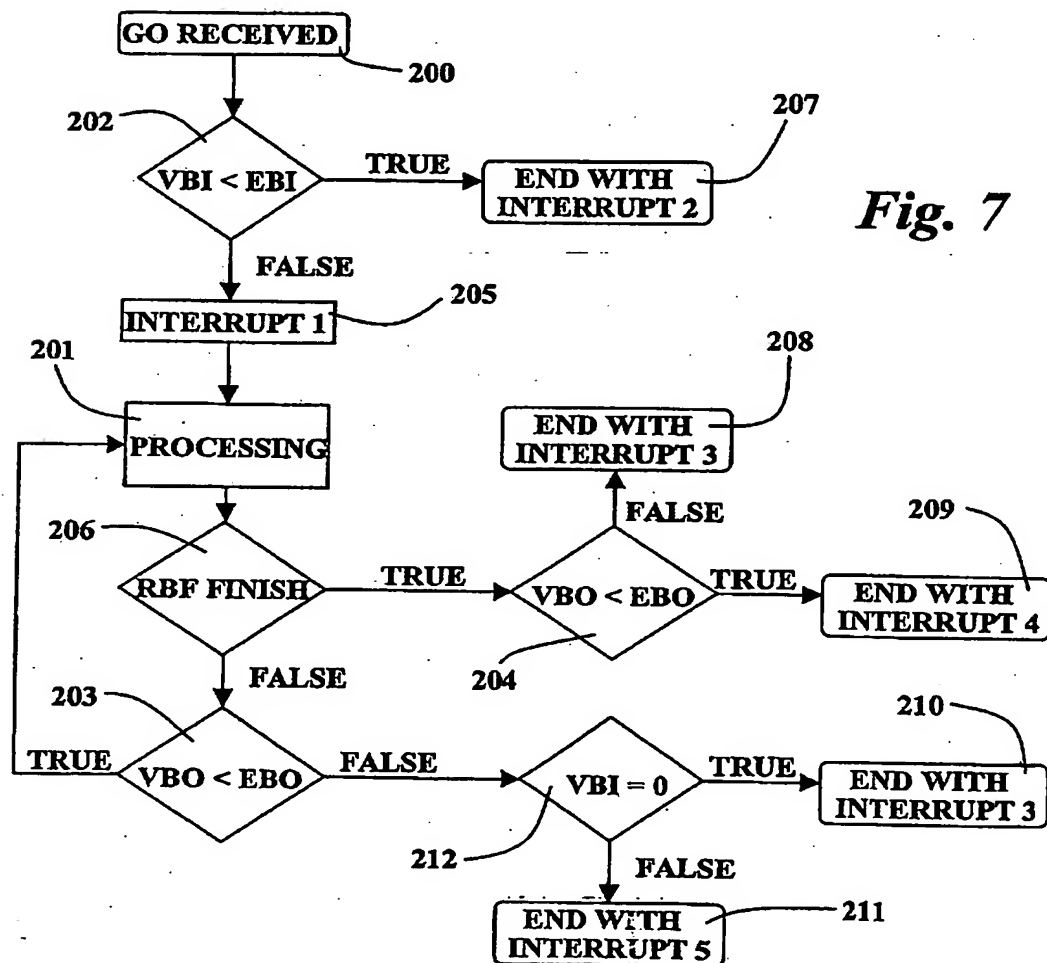 GO RECEIVED
200
202
207
VBI < EBI
TRUE
END WITH
INTERRUPT 2
Fig. 7
FALSE
INTERRUPT 1
205
201
208
PROCESSING
END WITH
INTERRUPT 3
206
FALSE
209
RBF FINISH
TRUE
VBO < EBO
TRUE
END WITH
INTERRUPT 4
204
FALSE
203
210
TRUE
VBO < EBO
FALSE
VBI = 0
TRUE
END WITH
INTERRUPT 3
212
FALSE
END WITH
INTERRUPT 5
211